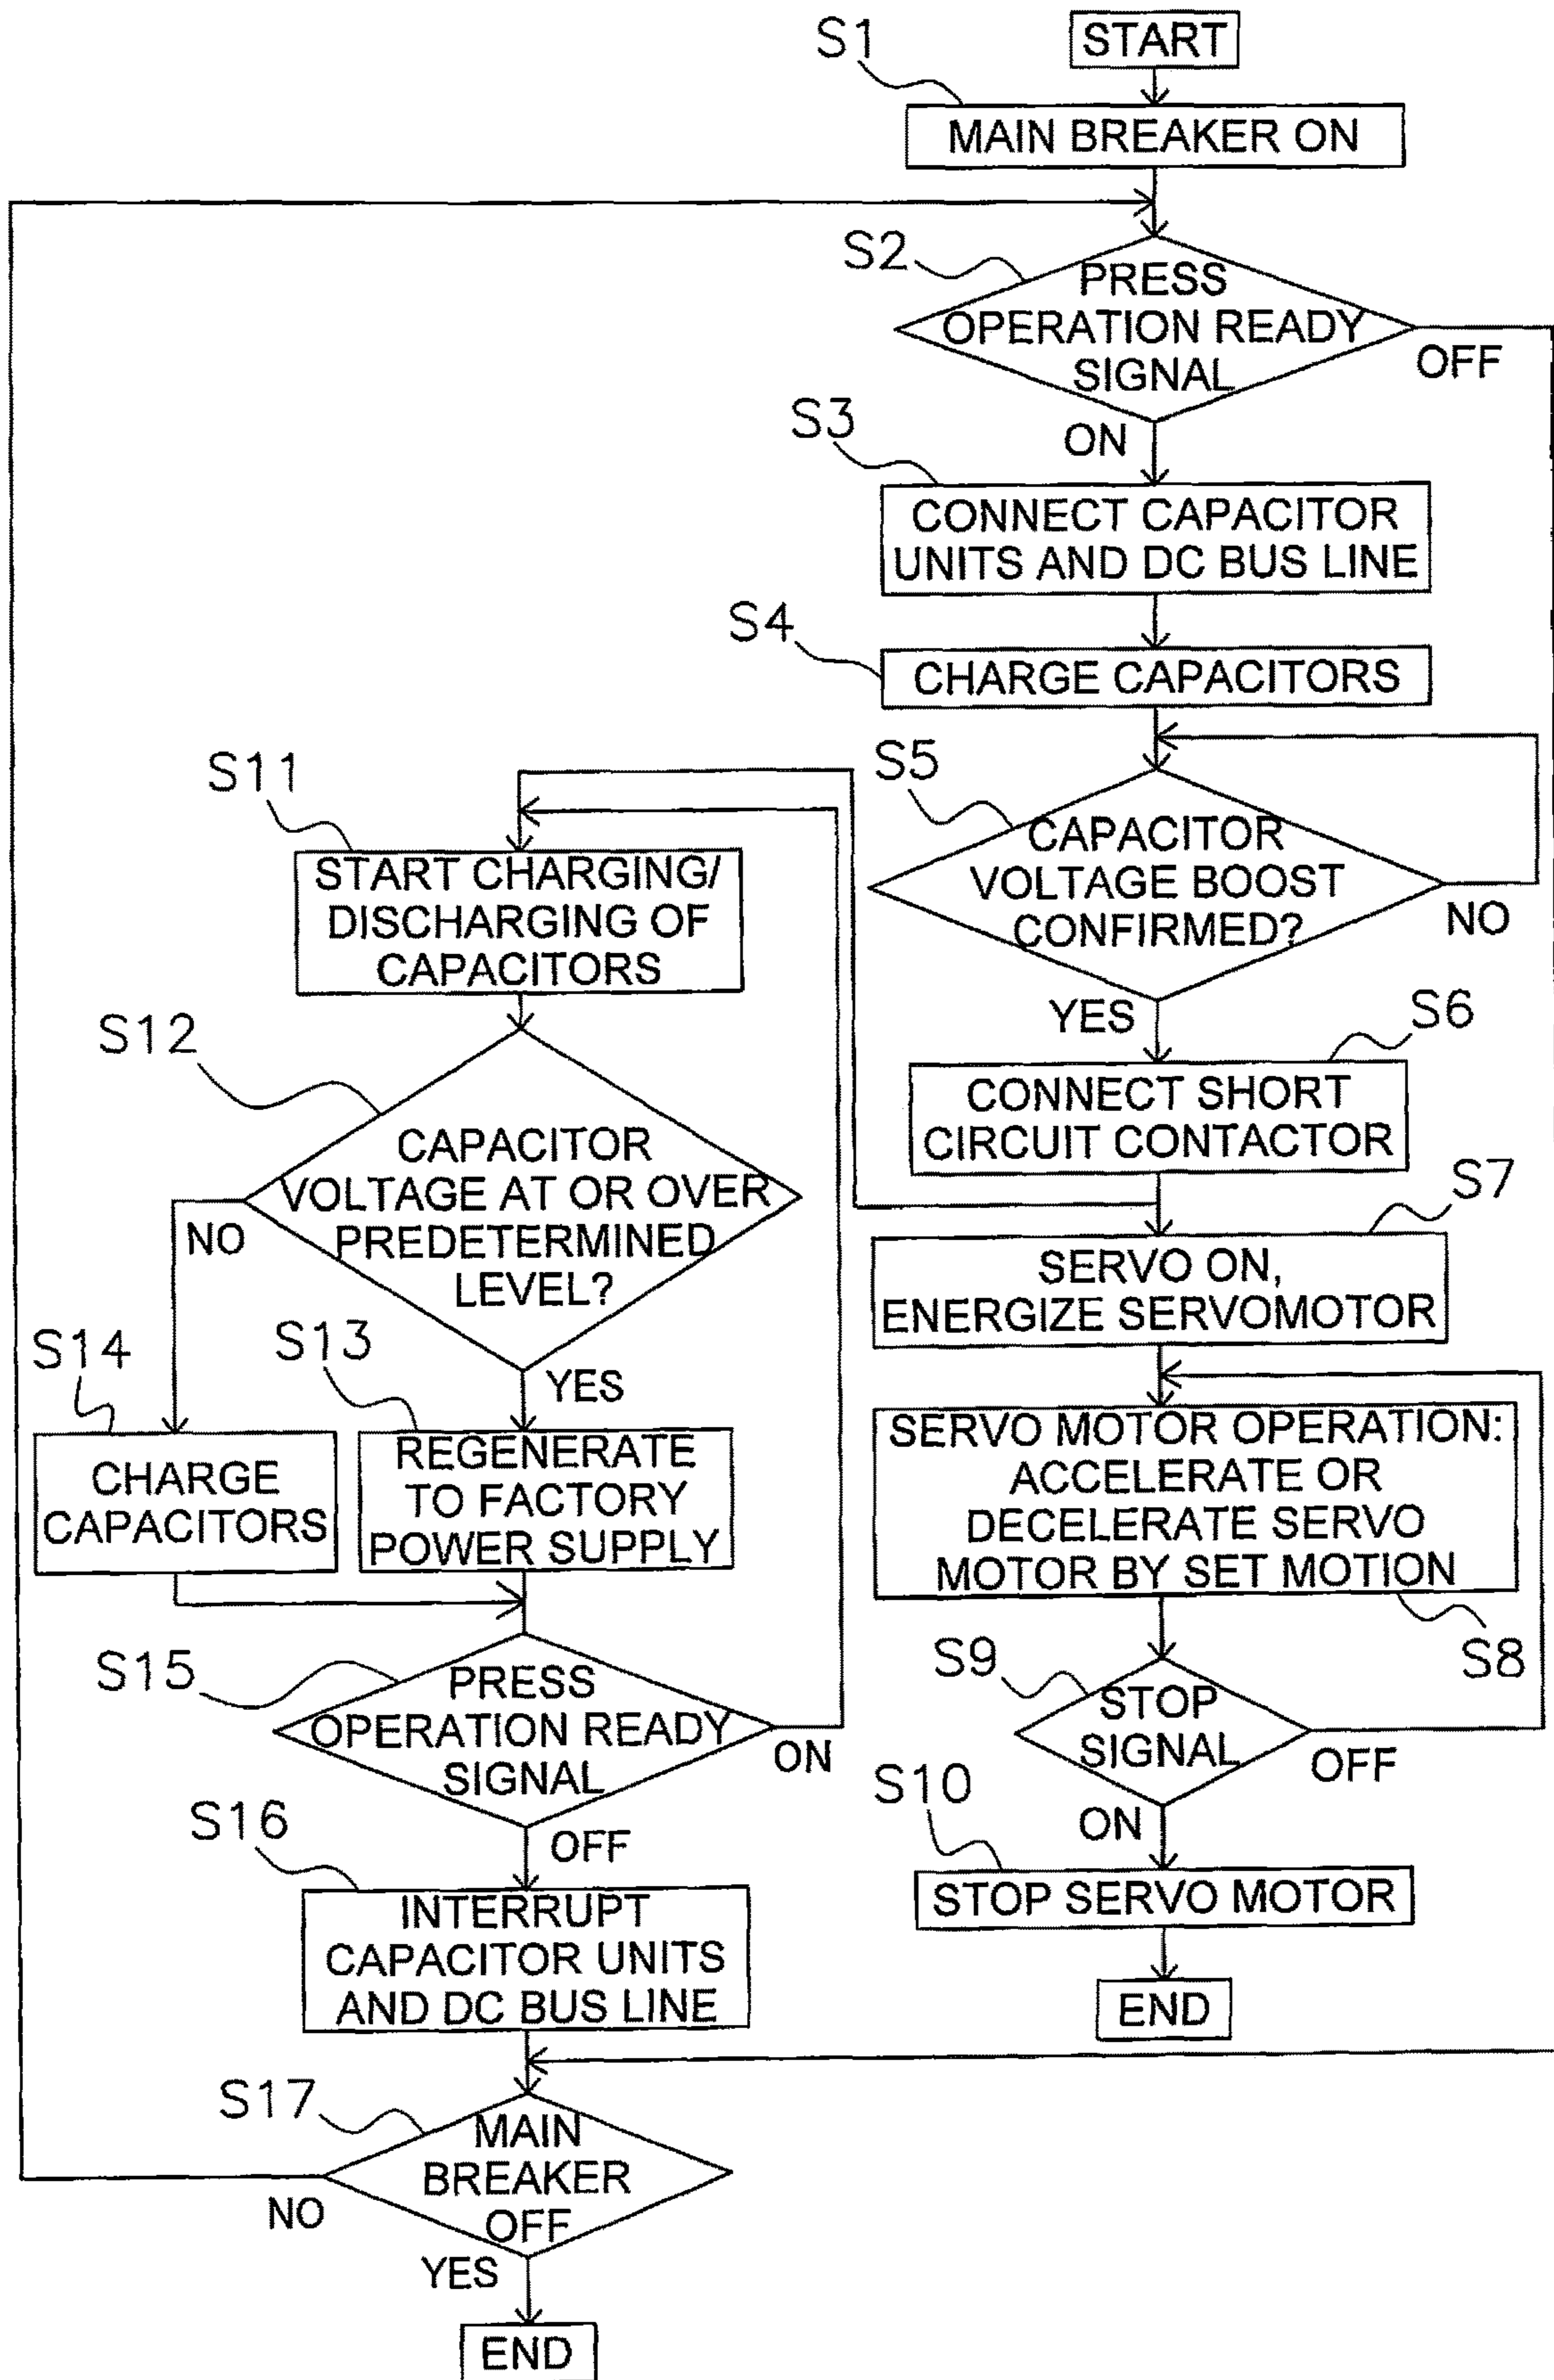 START
S1
MAIN BREAKER ON
S2
PRESS
OPERATION READY
SIGNAL
OFF
ON
S3
CONNECT CAPACITOR
UNITS AND DC BUS LINE
S4
CHARGE CAPACITORS
S5
CAPACITOR
VOLTAGE BOOST
CONFIRMED?
NO
YES
S6
CONNECT SHORT
CIRCUIT CONTACTOR
S7
SERVO ON,
ENERGIZE SERVOMOTOR
SERVO MOTOR OPERATION:
ACCELERATE OR
DECELERATE SERVO
MOTOR BY SET MOTION
S8
S9
STOP
SIGNAL
OFF
ON
S10
STOP SERVO MOTOR
END
S11
START CHARGING/
DISCHARGING OF
CAPACITORS
S12
CAPACITOR
VOLTAGE AT OR OVER
PREDETERMINED
LEVEL?
NO
YES
S14
CHARGE
CAPACITORS
S13
REGENERATE
TO FACTORY
POWER SUPPLY
S15
PRESS
OPERATION READY
SIGNAL
ON
OFF
S16
INTERRUPT
CAPACITOR UNITS
AND DC BUS LINE
S17
MAIN
BREAKER
OFF
NO
YES
END